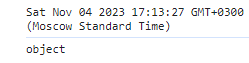 Sat Nov 04 2023 17:13:27 GMT+0300
(Moscow Standard Time)
object